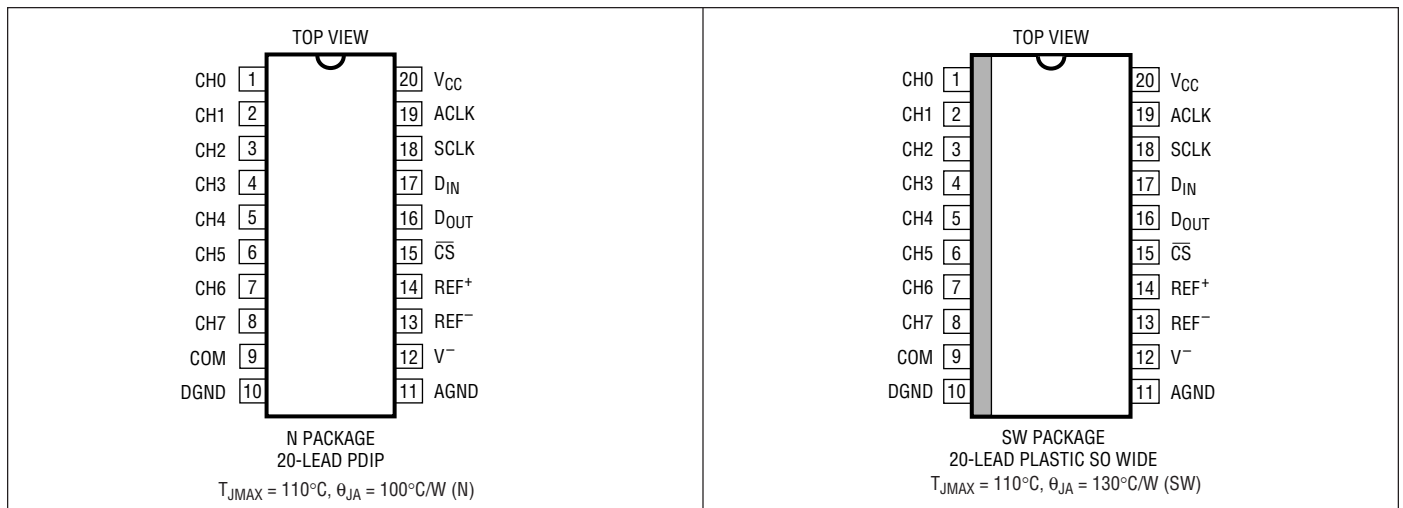 TOP VIEW
CH0 1 20 VCC
CH1 2 19 ACLK
CH2 3 18 SCLK
CH3 4 17 DIN
CH4 5 16 DOUT
CH5 6 15 C̅S̅
CH6 7 14 REF⁺
CH7 8 13 REF⁻
COM 9 12 V⁻
DGND 10 11 AGND
N PACKAGE
20-LEAD PDIP
TJMAX = 110°C, θJA = 100°C/W (N)
TOP VIEW
CH0 1 20 VCC
CH1 2 19 ACLK
CH2 3 18 SCLK
CH3 4 17 DIN
CH4 5 16 DOUT
CH5 6 15 C̅S̅
CH6 7 14 REF⁺
CH7 8 13 REF⁻
COM 9 12 V⁻
DGND 10 11 AGND
SW PACKAGE
20-LEAD PLASTIC SO WIDE
TJMAX = 110°C, θJA = 130°C/W (SW)